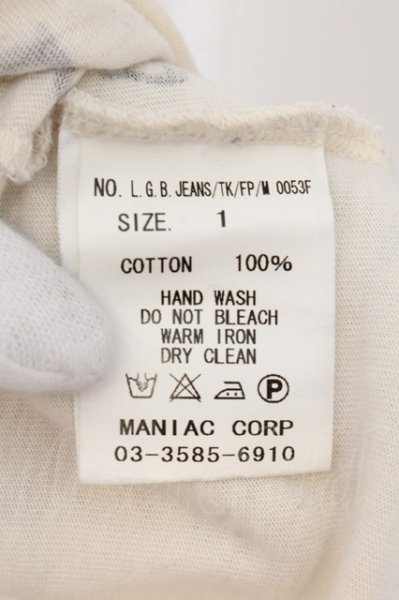 NO. L.G.B.JEANS/TK/FP/M 0053F
SIZE. 1
COTTON 100%
HAND WASH
DO NOT BLEACH
WARM IRON
DRY CLEAN
P
MANIAC CORP
03-3585-6910